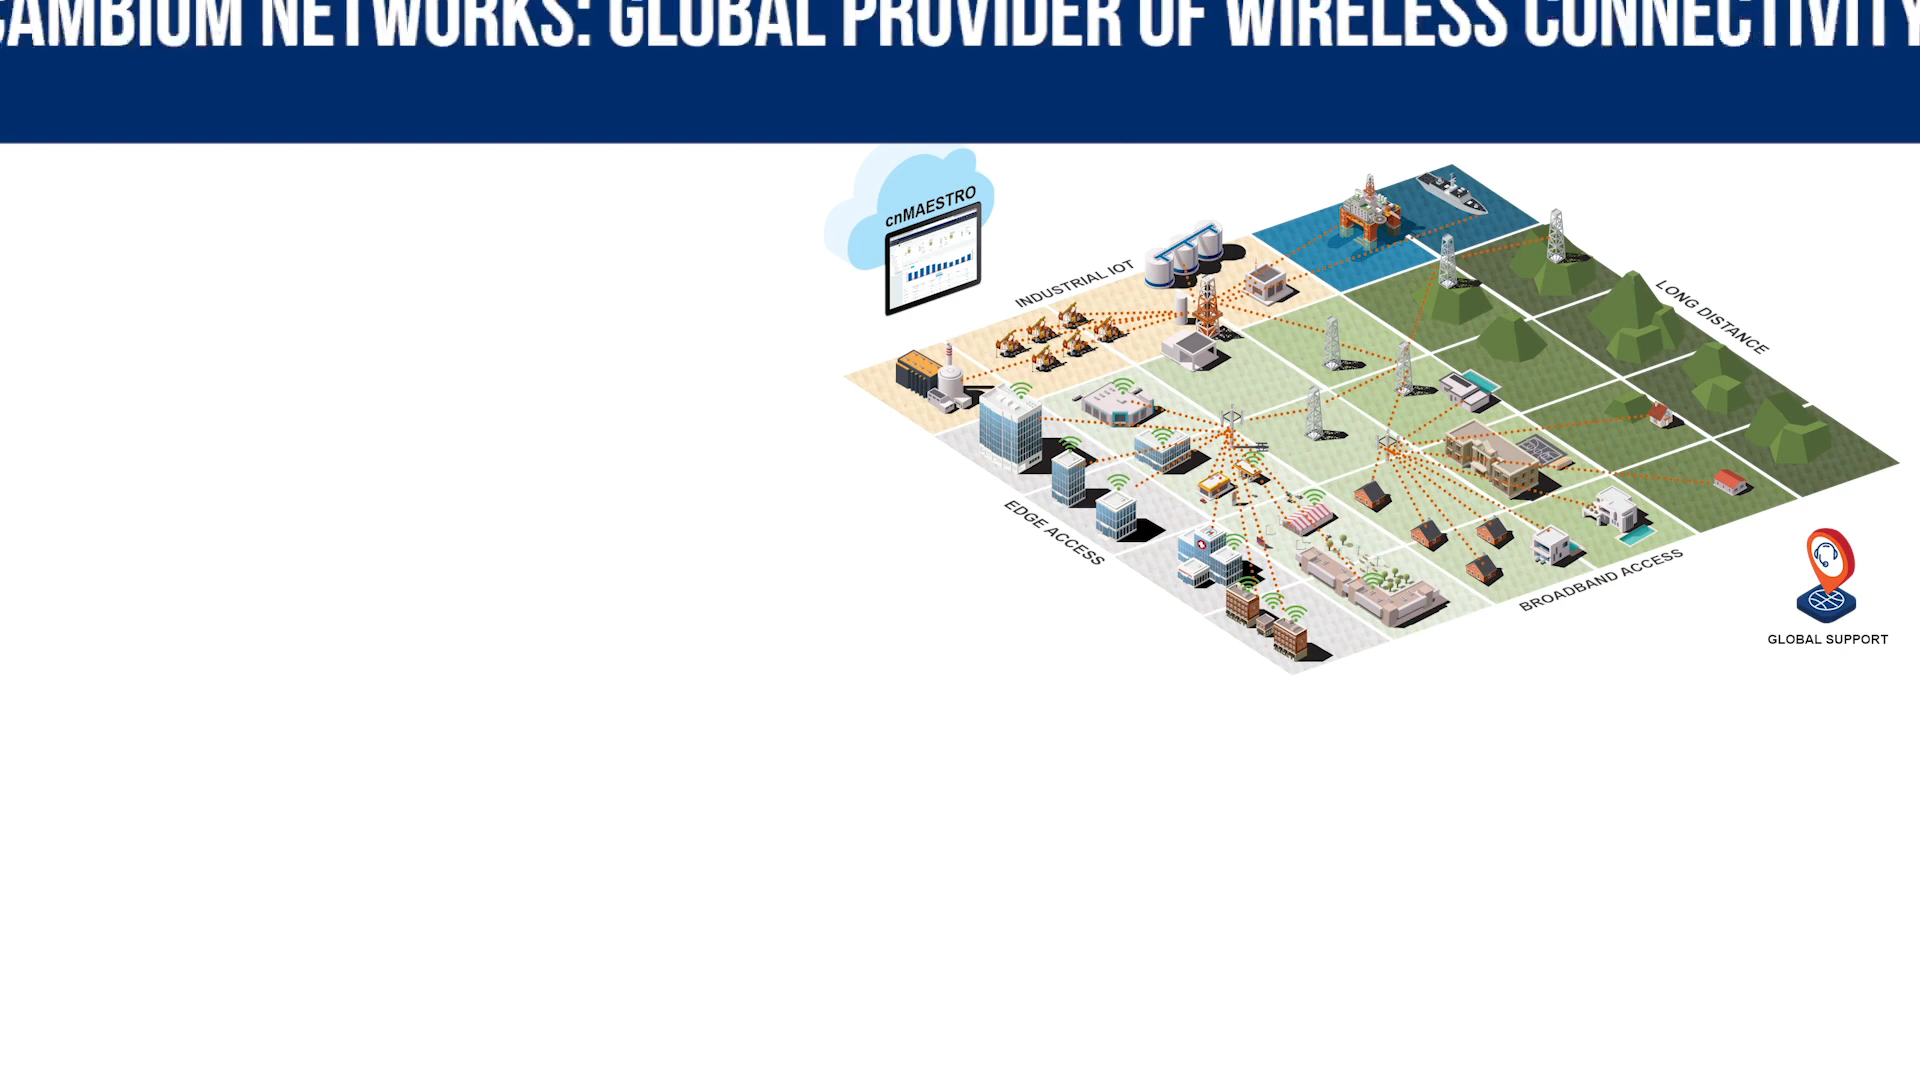 CAMBIUM NETWORKS: GLOBAL PROVIDER OF WIRELESS CONNECTIVITY
cnMAESTRO
INDUSTRIAL IOT
LONG DISTANCE
EDGE ACCESS
BROADBAND ACCESS
GLOBAL SUPPORT